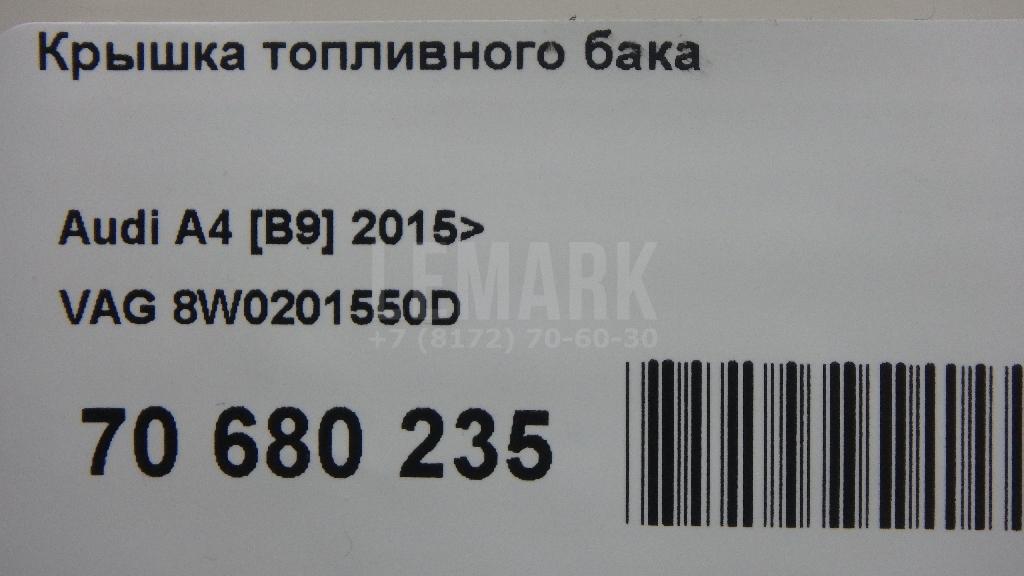 Крышка топливного бака
Audi A4 [B9] 2015>
LEMARK
VAG 8W0201550D
+7 (8172) 70-60-30
70 680 235